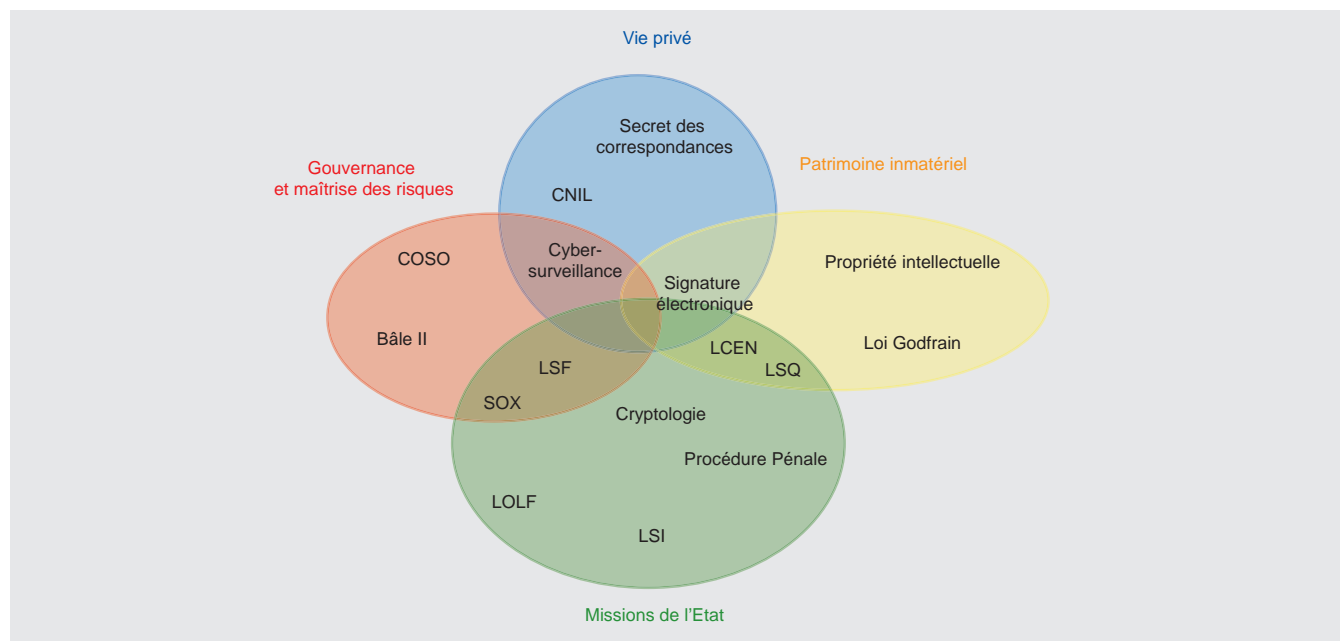 Vie privé
Secret des
correspondances
Gouvernance
et maîtrise des risques
Patrimoine inmatériel
CNIL
COSO
Cyber-
surveillance
Propriété intellectuelle
Signature
électronique
Bâle II
Loi Godfrain
LCEN
LSF
LSQ
SOX
Cryptologie
Procédure Pénale
LOLF
LSI
Missions de l'Etat